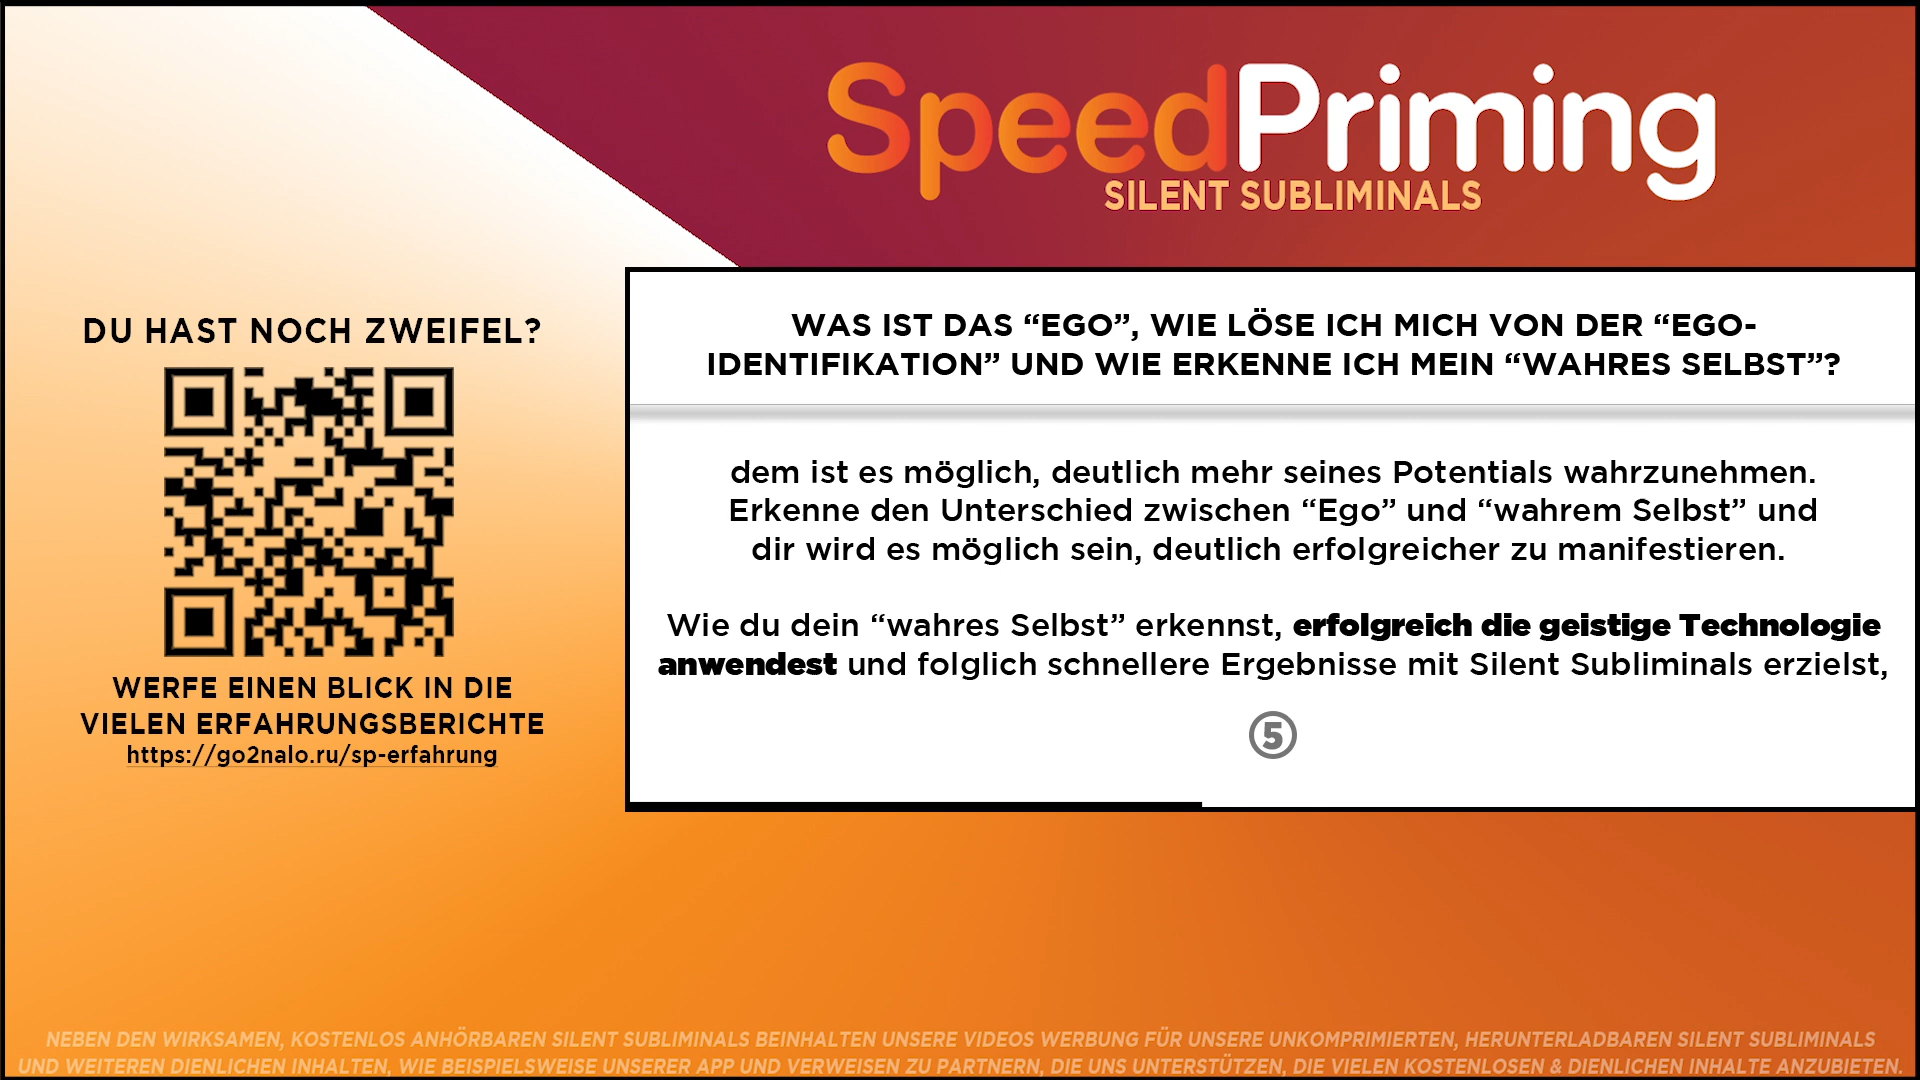 SpeedPriming
SILENT SUBLIMINALS
DU HAST NOCH ZWEIFEL?
WERFE EINEN BLICK IN DIE
VIELEN ERFAHRUNGSBERICHTE
https://go2nalo.ru/sp-erfahrung
WAS IST DAS “EGO”, WIE LÖSE ICH MICH VON DER “EGO-
IDENTIFIKATION” UND WIE ERKENNE ICH MEIN “WAHRES SELBST”?
dem ist es möglich, deutlich mehr seines Potentials wahrzunehmen.
Erkenne den Unterschied zwischen “Ego” und “wahrem Selbst” und
dir wird es möglich sein, deutlich erfolgreicher zu manifestieren.
Wie du dein “wahres Selbst” erkennst, erfolgreich die geistige Technologie
anwendest und folglich schnellere Ergebnisse mit Silent Subliminals erzielst,
5
NEBEN DEN WIRKSAMEN, KOSTENLOS ANHÖRBAREN SILENT SUBLIMINALS BEINHALTEN UNSERE VIDEOS WERBUNG FÜR UNSERE UNKOMPRIMIERTEN, HERUNTERLADBAREN SILENT SUBLIMINALS
UND WEITEREN DIENLICHEN INHALTEN, WIE BEISPIELSWEISE UNSERER APP UND VERWEISEN ZU PARTNERN, DIE UNS UNTERSTÜTZEN, DIE VIELEN KOSTENLOSEN & DIENLICHEN INHALTE ANZUBIETEN.